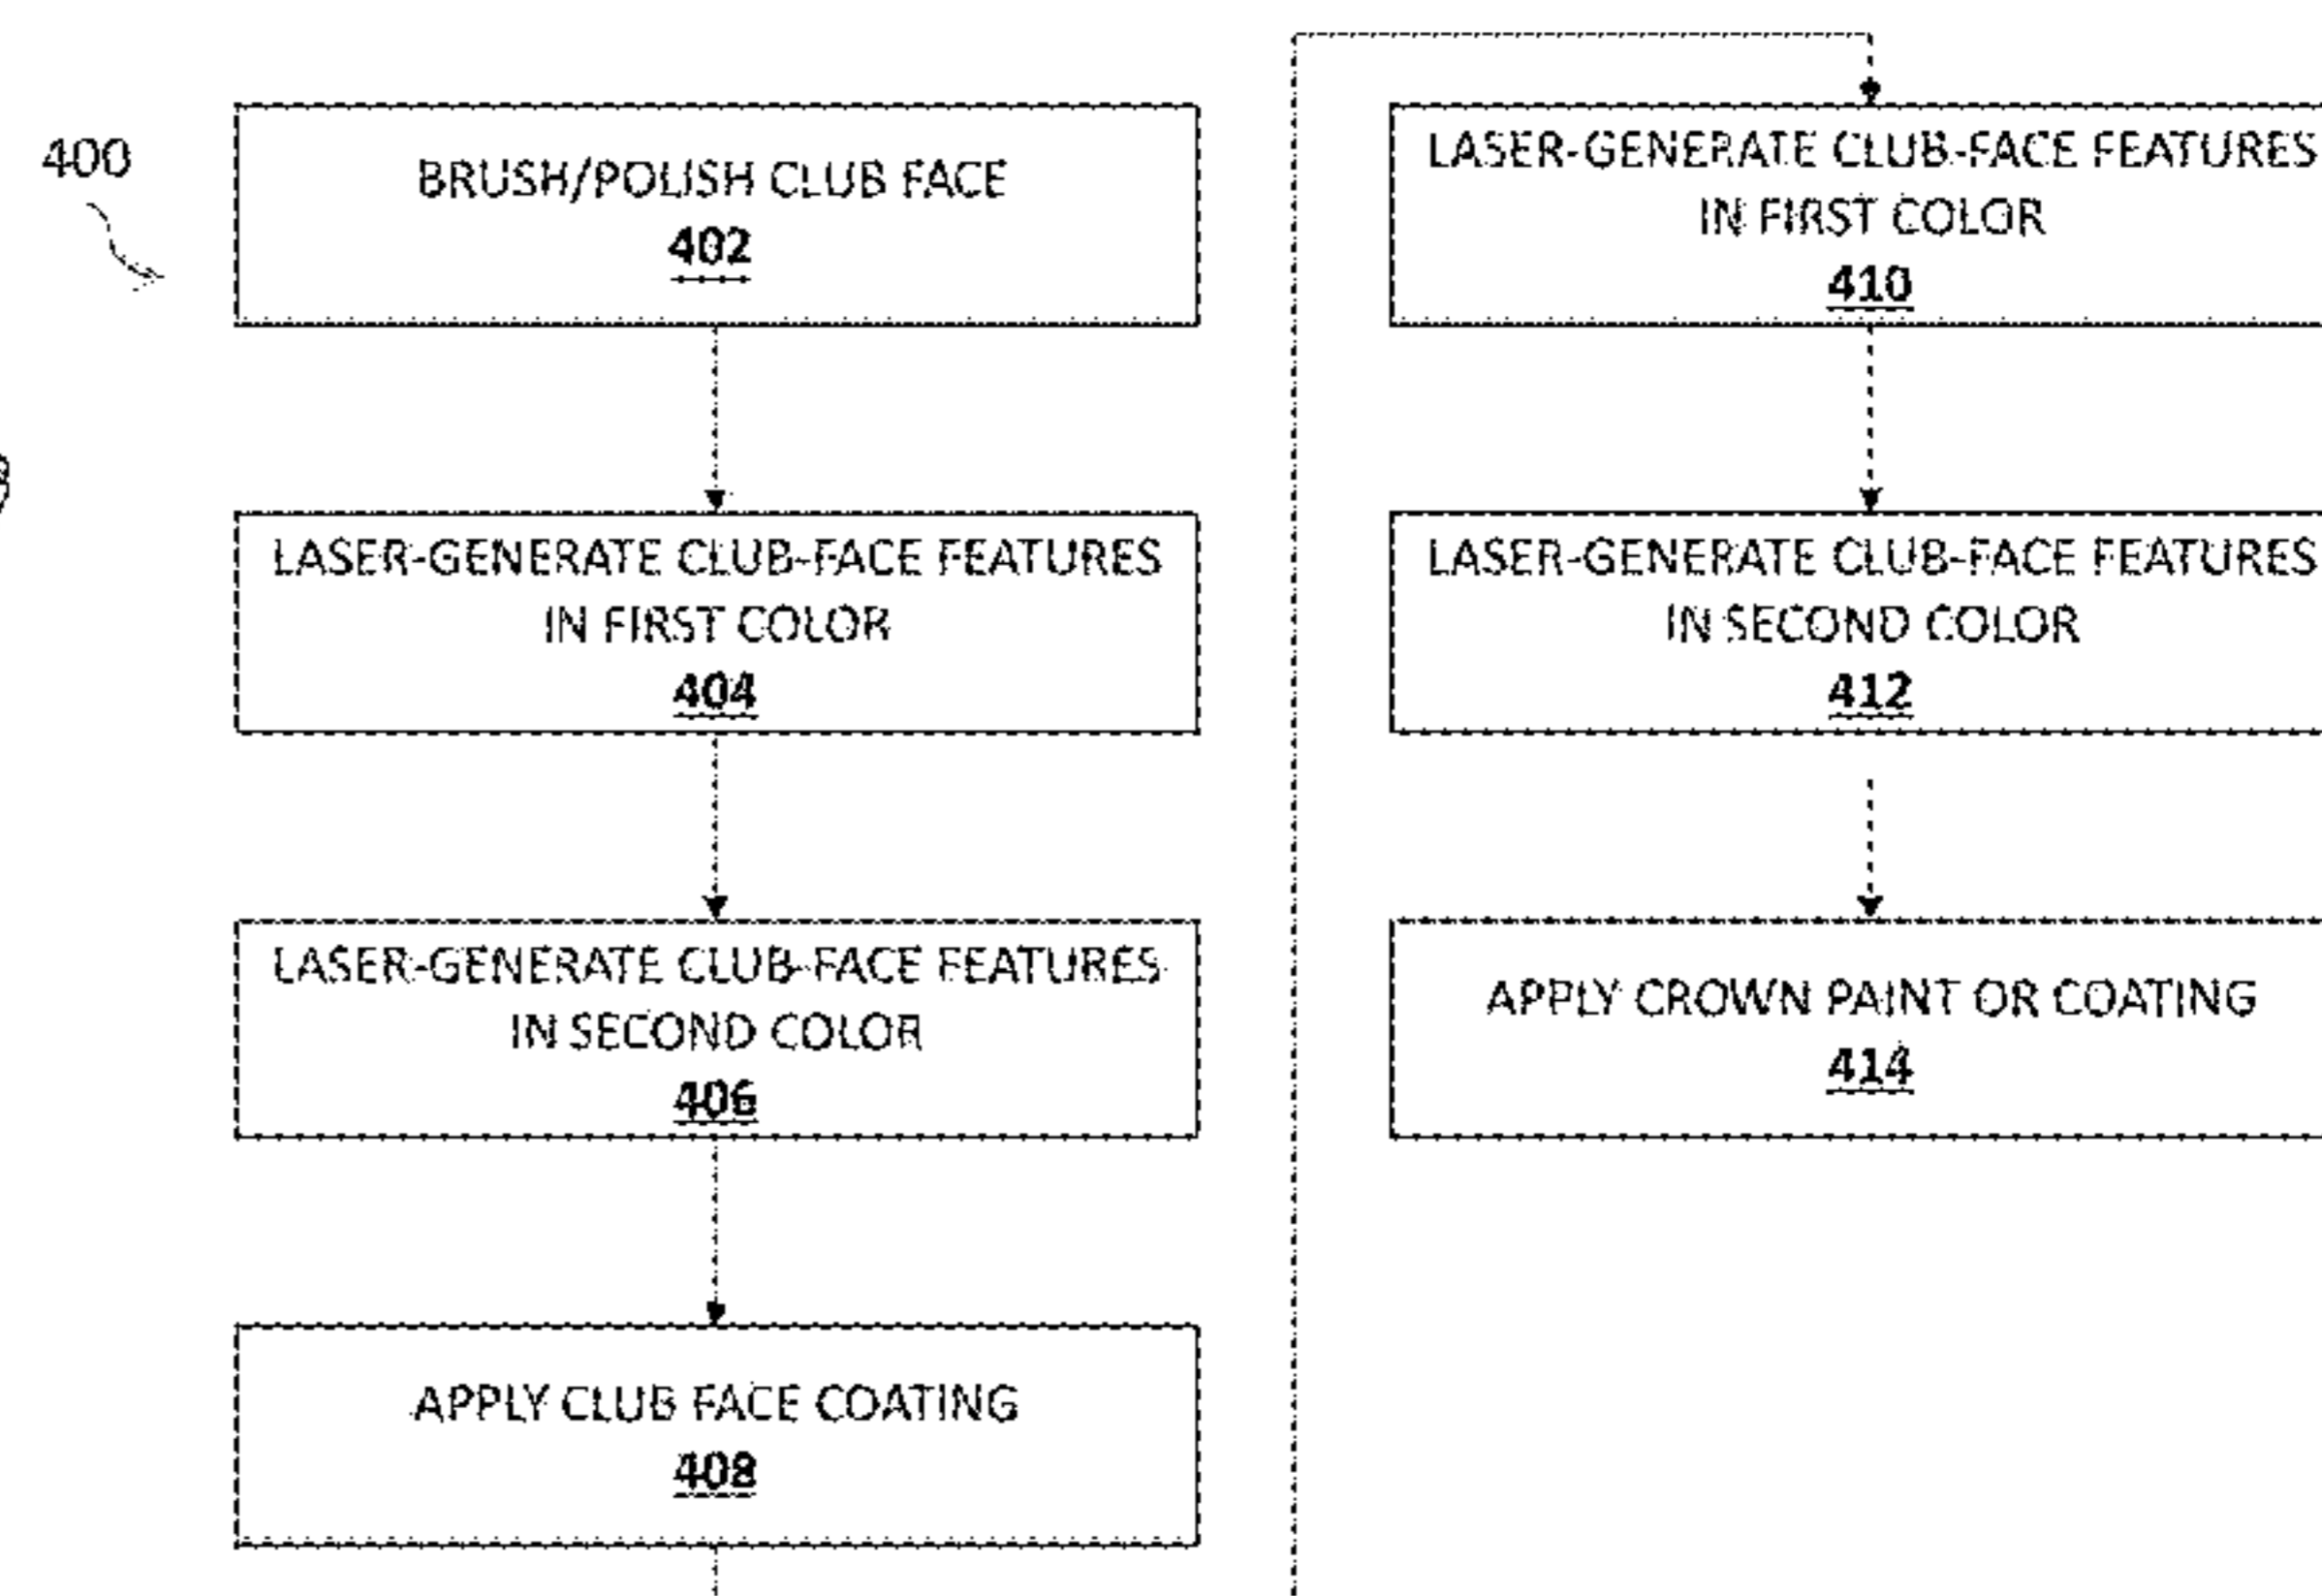 400
BRUSH/POLISH CLUB FACE
402
LASER-GENERATE CLUB-FACE FEATURES
IN FIRST COLOR
404
LASER-GENERATE CLUB-FACE FEATURES
IN SECOND COLOR
406
APPLY CLUB FACE COATING
408
LASER-GENERATE CLUB-FACE FEATURES
IN FIRST COLOR
410
LASER-GENERATE CLUB-FACE FEATURES
IN SECOND COLOR
412
APPLY CROWN PAINT OR COATING
414